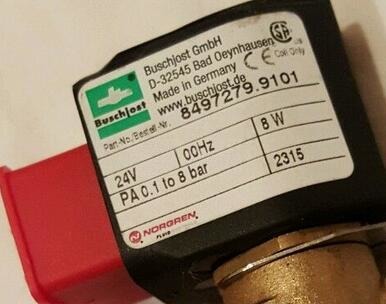 Buschjost GmbH
D-32545 Bad Oeynhausen
Made in Germany
www.buschjost.de
CE
Coil Only
Buschjost
Part-No./Bestell-Nr. 8497279.9101
24V 00Hz 8 W
PA 0.1 to 8 bar 2315
NORGREN